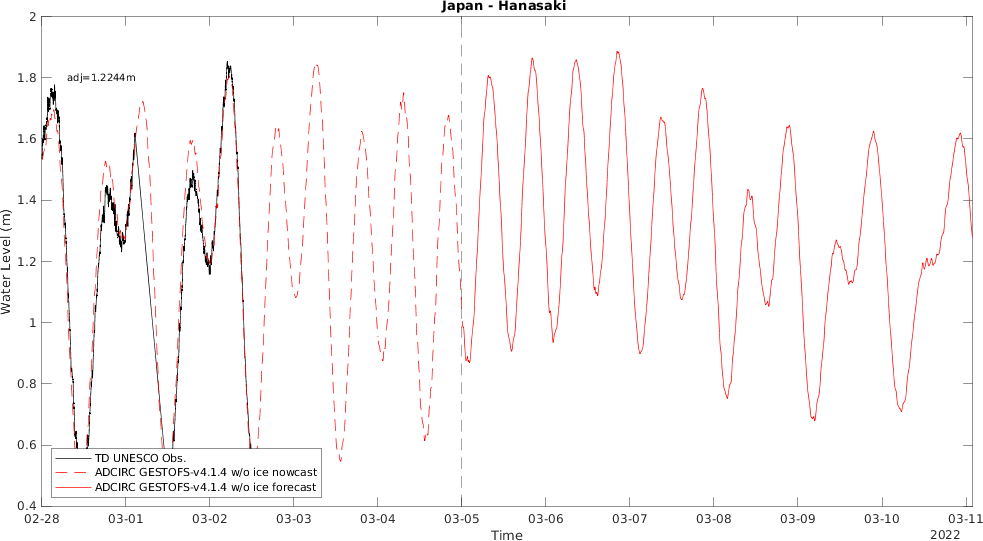 Japan - Hanasaki
2
1.8
1.6
1.4
1.2
1
0.8
0.6
0.4
Water Level (m)
adj=1.2244m
TD UNESCO Obs.
ADCIRC GESTOFS-v4.1.4 w/o ice nowcast
ADCIRC GESTOFS-v4.1.4 w/o ice forecast
02-28 03-01 03-02 03-03 03-04 03-05 03-06 03-07 03-08 03-09 03-10 03-11
Time
2022